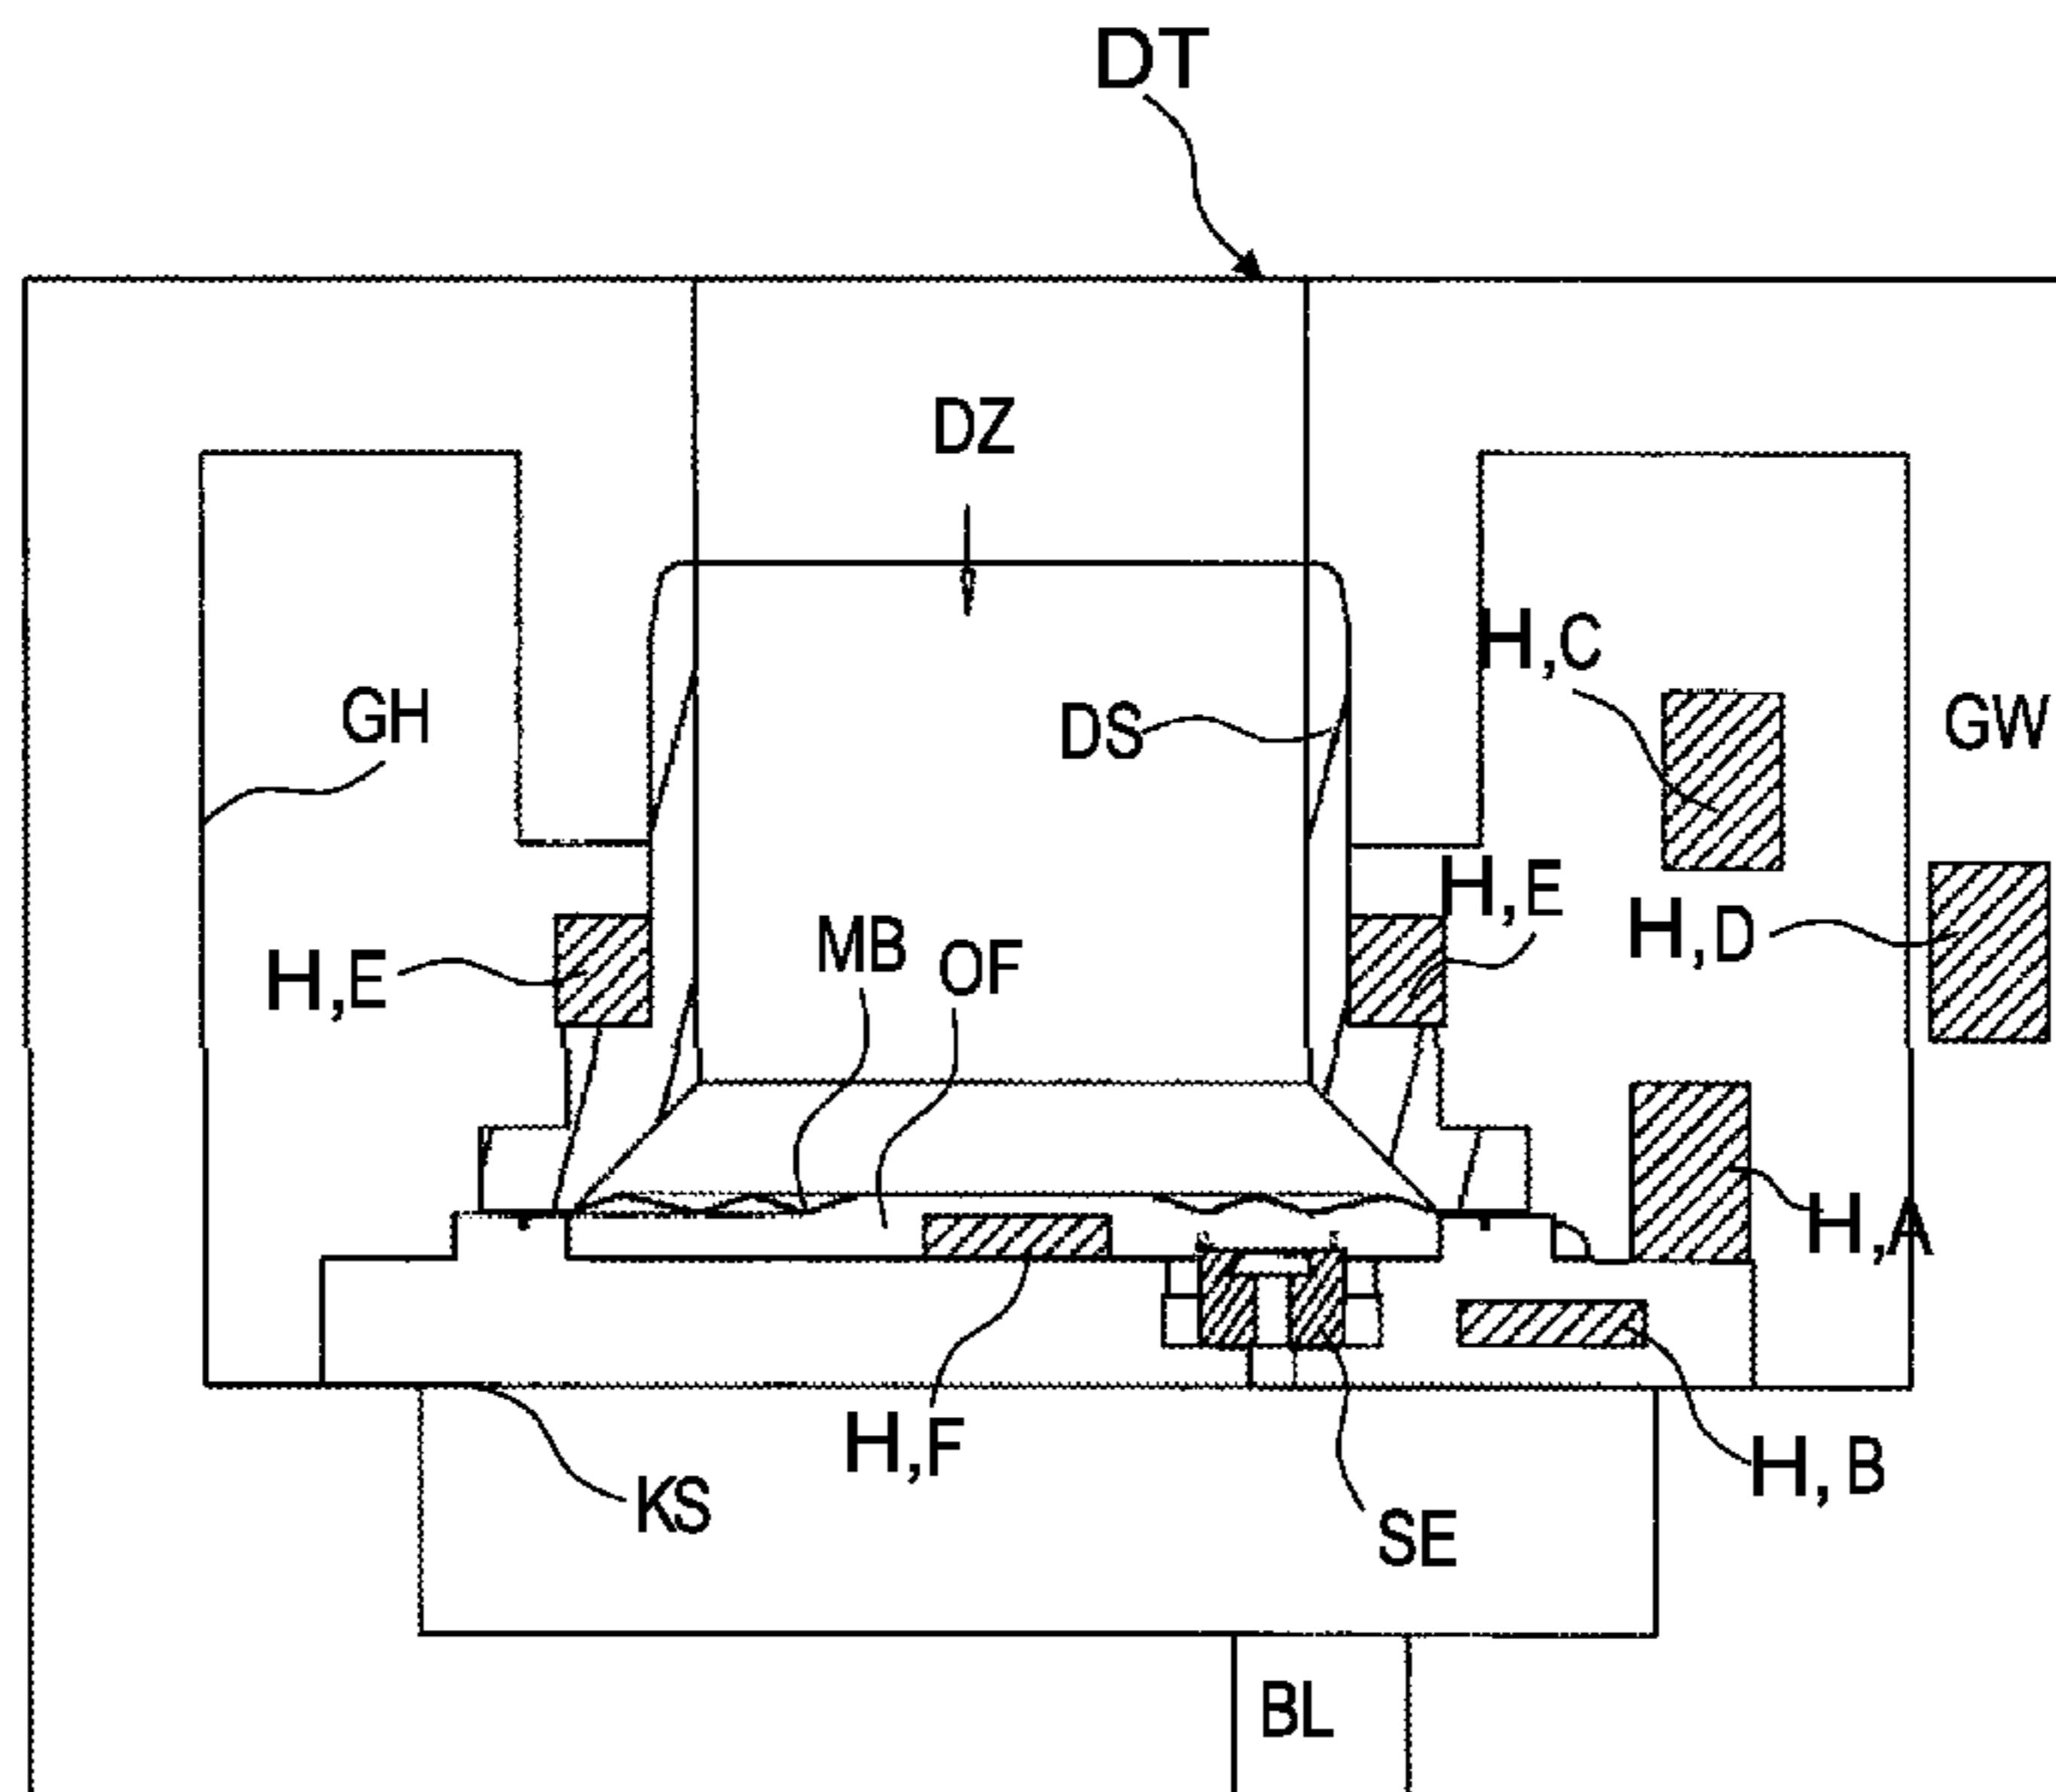 DT
DZ
H,C
GH
DS
GW
H,E
MB
OF
H,E
H,D
H,A
H,F
H,B
KS
SE
BL